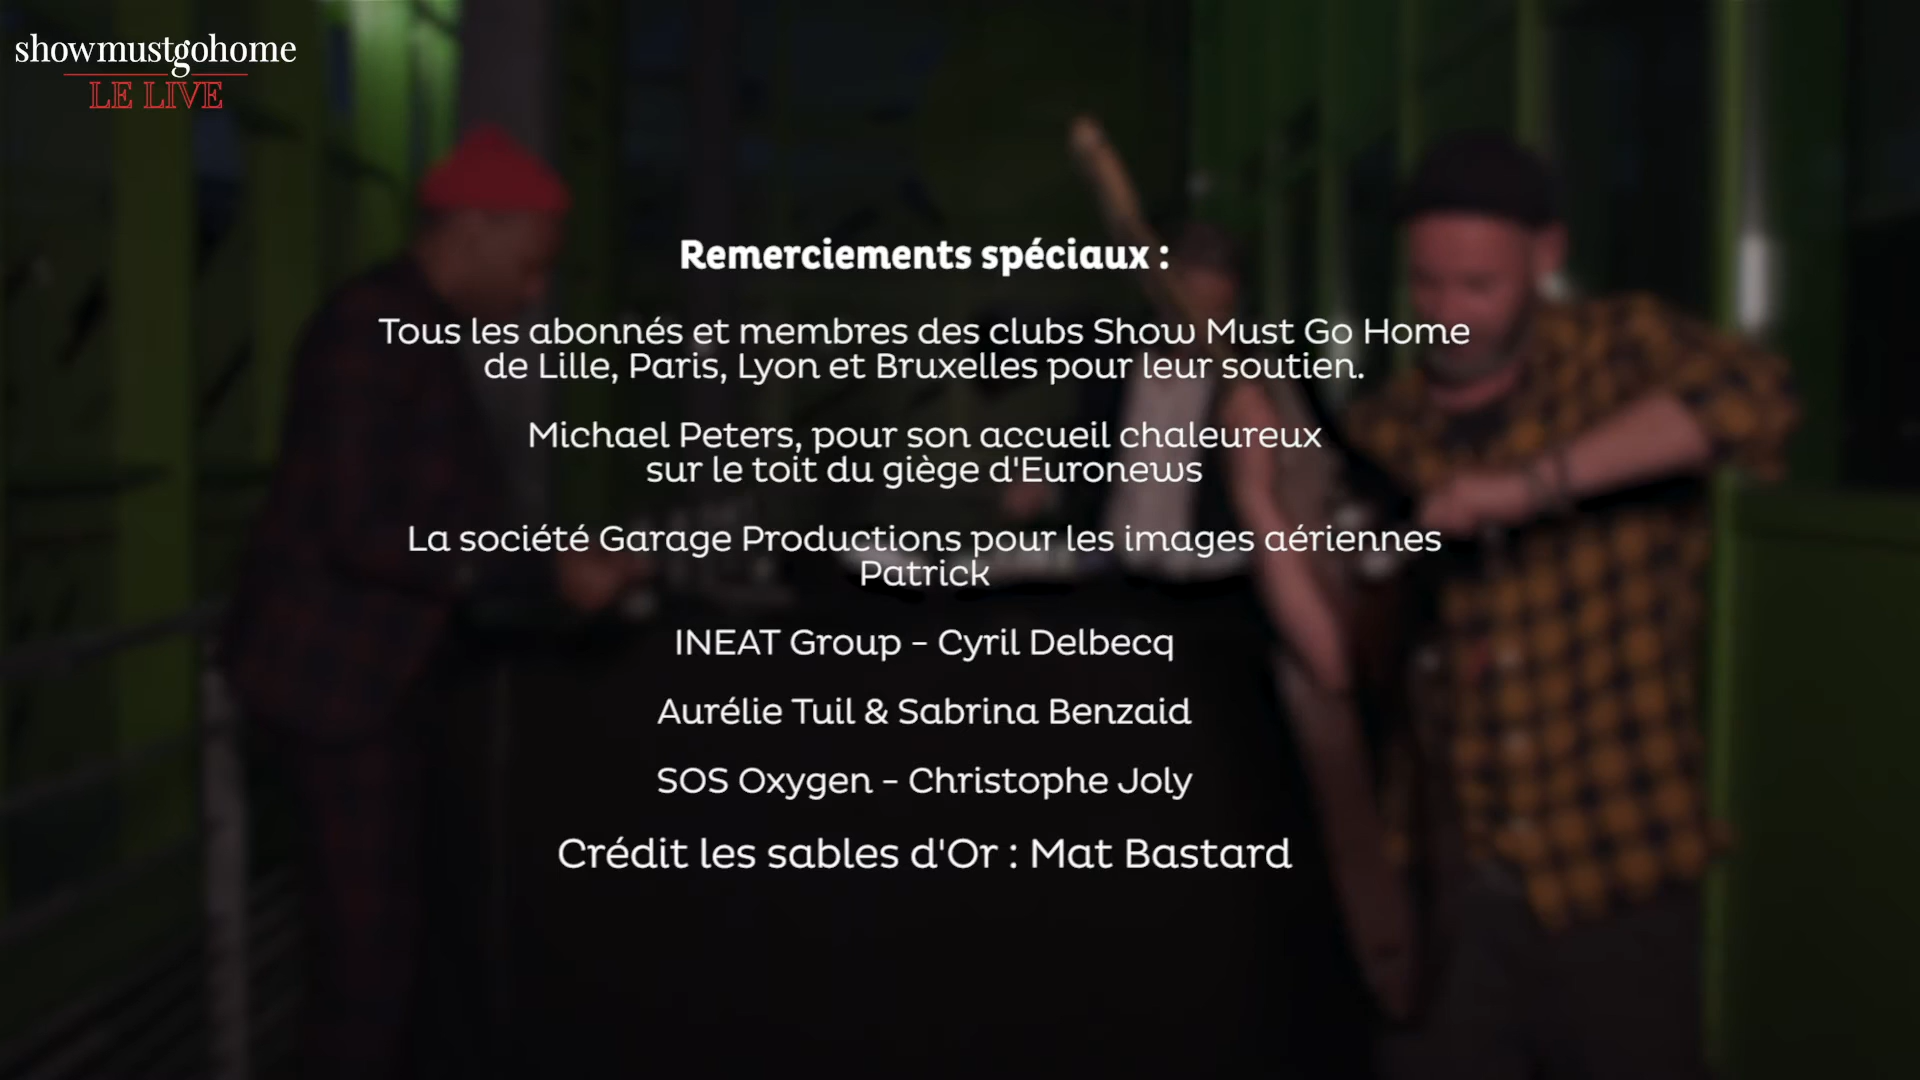 showmustgohome
LE LIVE
Remerciements spéciaux :
Tous les abonnés et membres des clubs Show Must Go Home
de Lille, Paris, Lyon et Bruxelles pour leur soutien.
Michael Peters, pour son accueil chaleureux
sur le toit du giège d'Euronews
La société Garage Productions pour les images aériennes
Patrick
INEAT Group - Cyril Delbecq
Aurélie Tuil & Sabrina Benzaid
SOS Oxygen - Christophe Joly
Crédit les sables d'Or : Mat Bastard